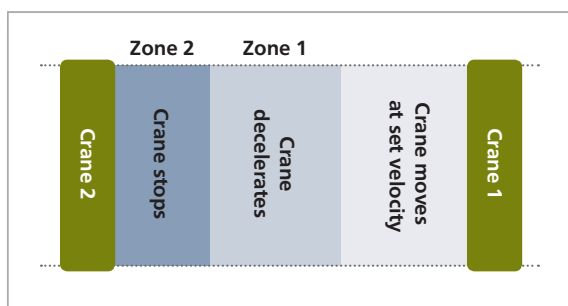 Zone 2
Zone 1
Crane 2
Crane stops
Crane
decelerates
Crane moves
at set velocity
Crane 1